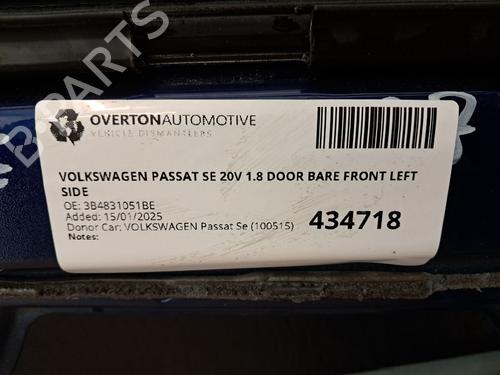 OVERTONAUTOMOTIVE
VEHICLE DISMANTLERS
VOLKSWAGEN PASSAT SE 20V 1.8 DOOR BARE FRONT LEFT
SIDE
OE: 3B4831051BE
Added: 15/01/2025
Donor Car: VOLKSWAGEN Passat Se (100515)
Notes:
434718
B-PARTS